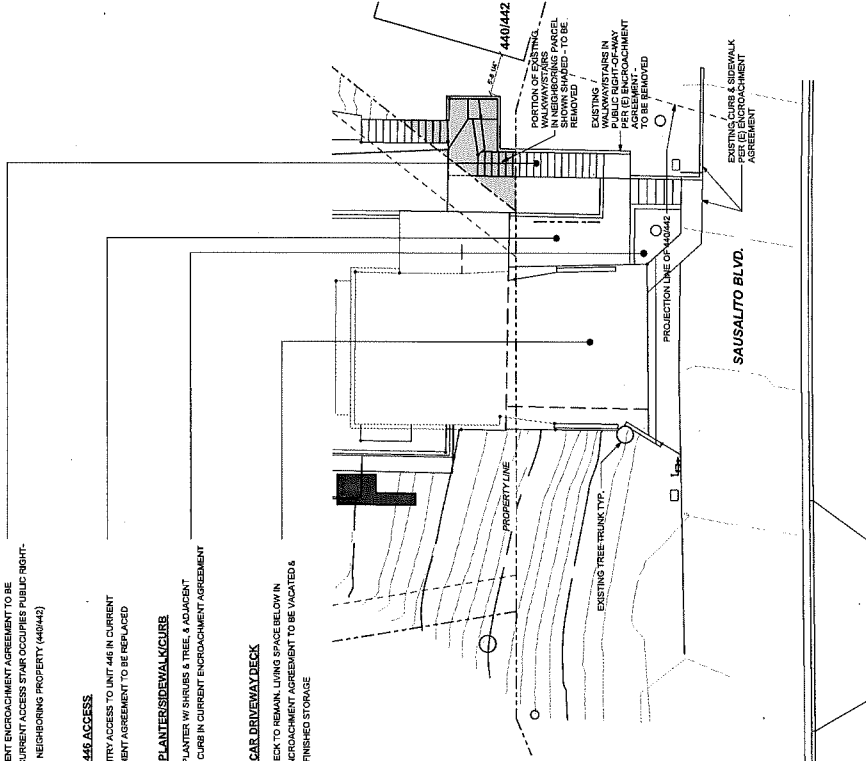 ENT ENCROACHMENT AGREEMENT TO BE
CURRENT ACCESS STAIR OCCUPIES PUBLIC RIGHT-
NEIGHBORING PROPERTY (440/442)
446 ACCESS
TRY ACCESS TO UNIT 446 IN CURRENT
MENT AGREEMENT TO BE REPLACED
PLANTER/SIDEWALK/CURB
PLANTER W/ SHRUBS & TREE, & ADJACENT
CURB IN CURRENT ENCROACHMENT AGREEMENT
CAR DRIVEWAY DECK
ECK TO REMAIN. LIVING SPACE BELOW IN
CROACHMENT AGREEMENT TO BE VACATED &
FINISHED STORAGE
440/442
PORTION OF EXISTING
WALKWAY/STAIRS
IN NEIGHBORING PARCEL
SHOWN SHADED - TO BE
REMOVED
EXISTING
WALKWAY/STAIRS IN
PUBLIC RIGHT-OF-WAY
PER (E) ENCROACHMENT
AGREEMENT -
TO BE REMOVED
EXISTING CURB & SIDEWALK
PER (E) ENCROACHMENT
AGREEMENT
PROJECTION LINE OF 440/442
SAUSALITO BLVD.
PROPERTY LINE
EXISTING TREE TRUNK TYP.